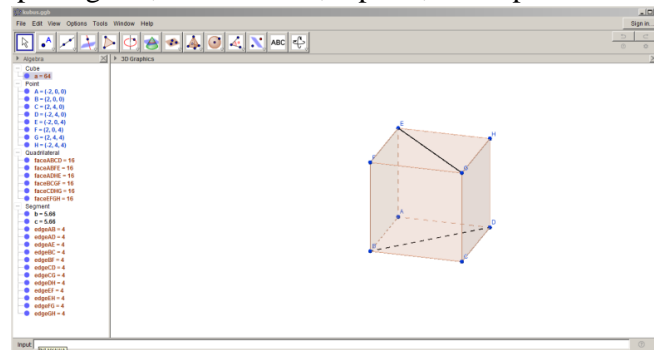 kubus.ggb
File Edit View Options Tools Window Help
Sign in...
ABC
Algebra
3D Graphics
Cube
a = 64
Point
A = (-2, 0, 0)
B = (2, 0, 0)
C = (2, 4, 0)
D = (-2, 4, 0)
E = (-2, 0, 4)
F = (2, 0, 4)
G = (2, 4, 4)
H = (-2, 4, 4)
Quadrilateral
faceABCD = 16
faceABFE = 16
faceADHE = 16
faceBCGF = 16
faceCDHG = 16
faceEFGH = 16
Segment
b = 5.66
c = 5.66
edgeAB = 4
edgeAD = 4
edgeAE = 4
edgeBC = 4
edgeBF = 4
edgeCD = 4
edgeCG = 4
edgeDH = 4
edgeEF = 4
edgeEH = 4
edgeFG = 4
edgeGH = 4
E
H
F
G
A
D
B
C
Input: